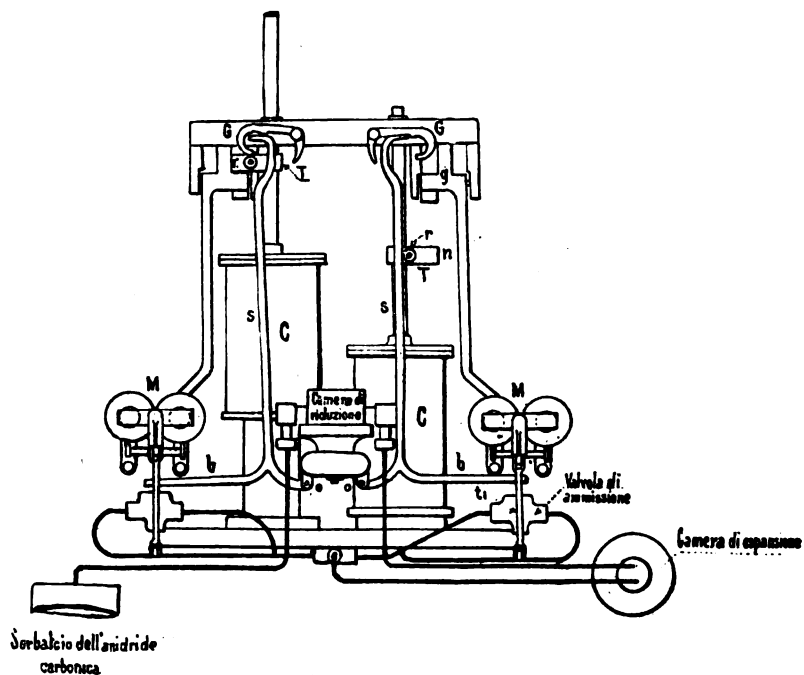 G
G
I
g
r
n
T
s
s
C
M
Camera di
riduzione
C
M
b
b
t1
Valvola di
ammissione
Camera di espansione
Serbatoio dell'anidride
carbonica